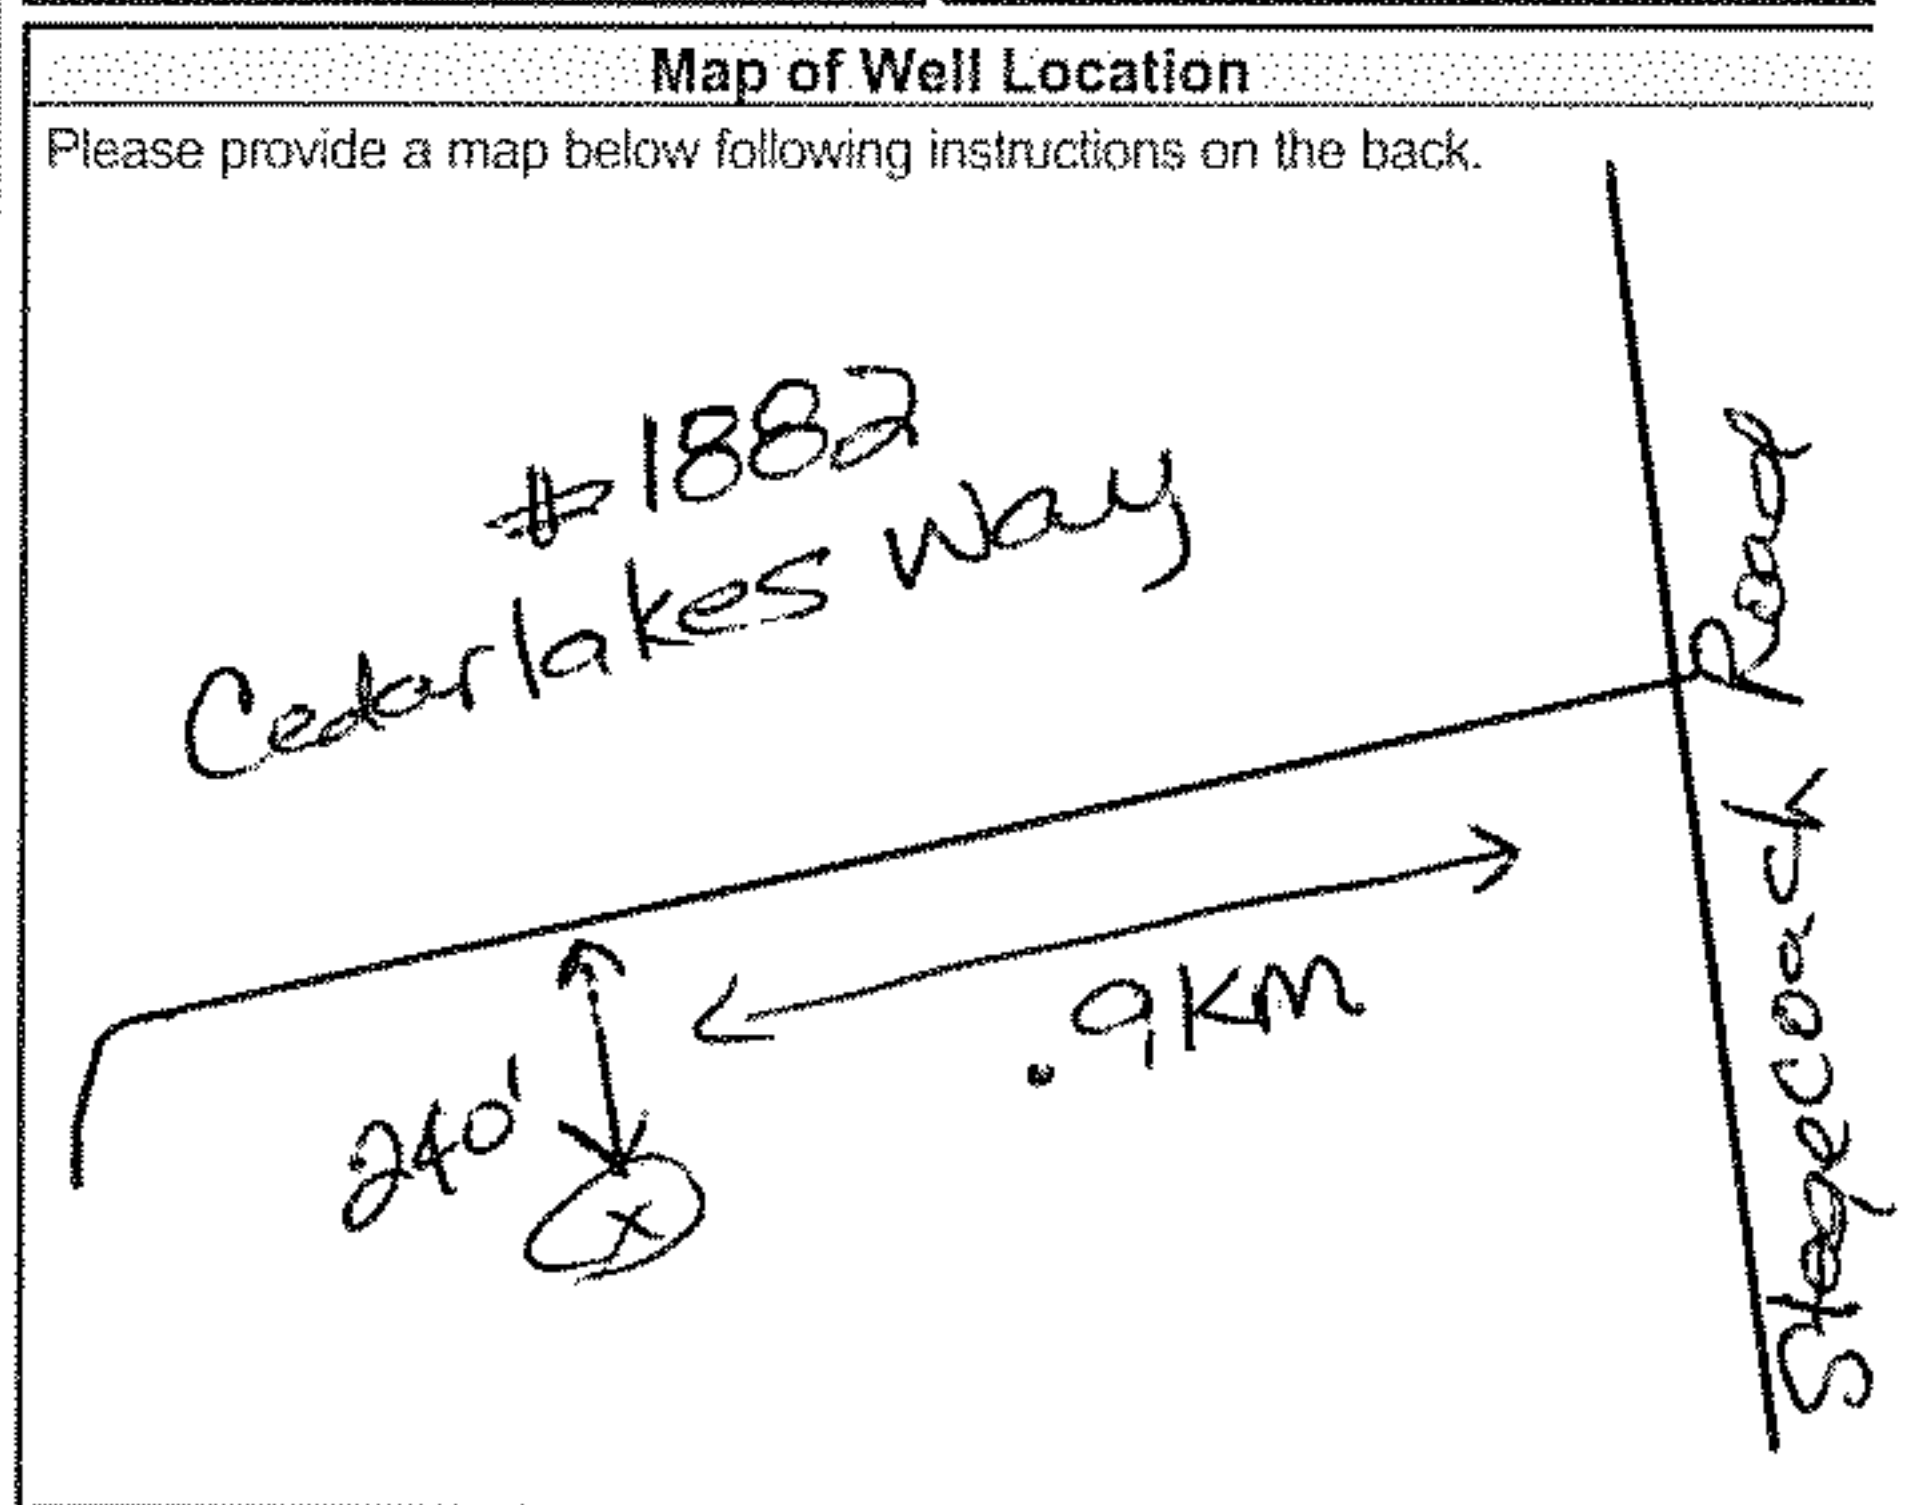 Map of Well Location
Please provide a map below following instructions on the back.
#1882
Cedarlakes Way
Stagecoach Road
.9KM
240'
X